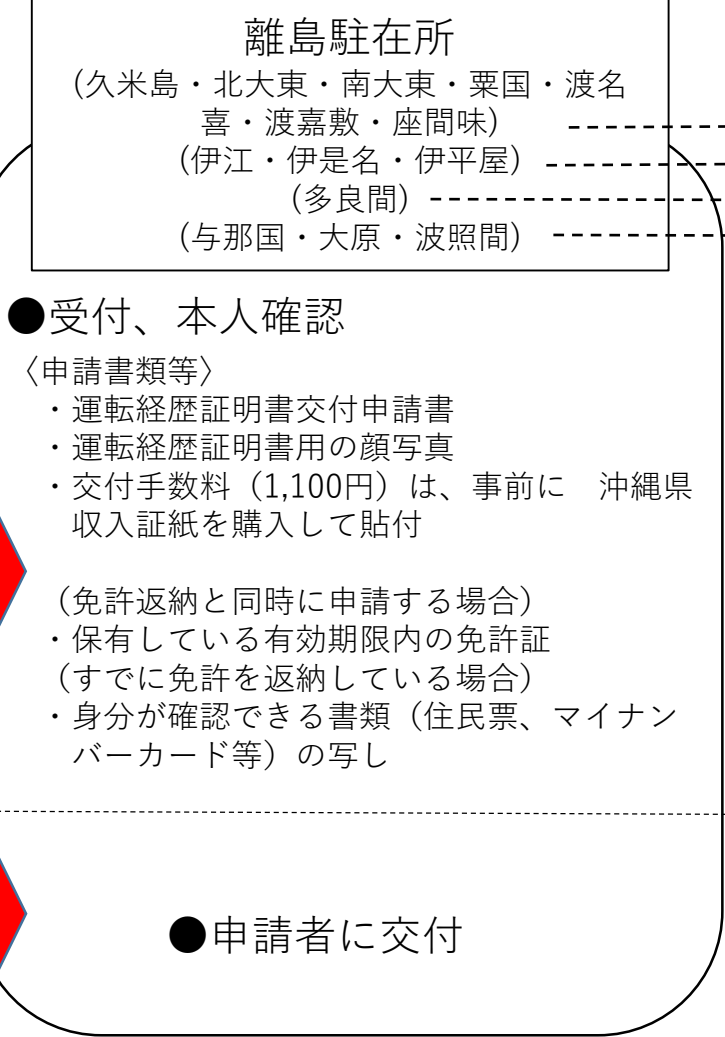 離島駐在所
(久米島・北大東・南大東・粟国・渡名
喜・渡嘉敷・座間味)
(伊江・伊是名・伊平屋)
(多良間)
(与那国・大原・波照間)
●受付、本人確認
〈申請書類等〉
・運転経歴証明書交付申請書
・運転経歴証明書用の顔写真
・交付手数料（1,100円）は、事前に　沖縄県
収入証紙を購入して貼付
（免許返納と同時に申請する場合）
・保有している有効期限内の免許証
（すでに免許を返納している場合）
・身分が確認できる書類（住民票、マイナン
バーカード等）の写し
●申請者に交付